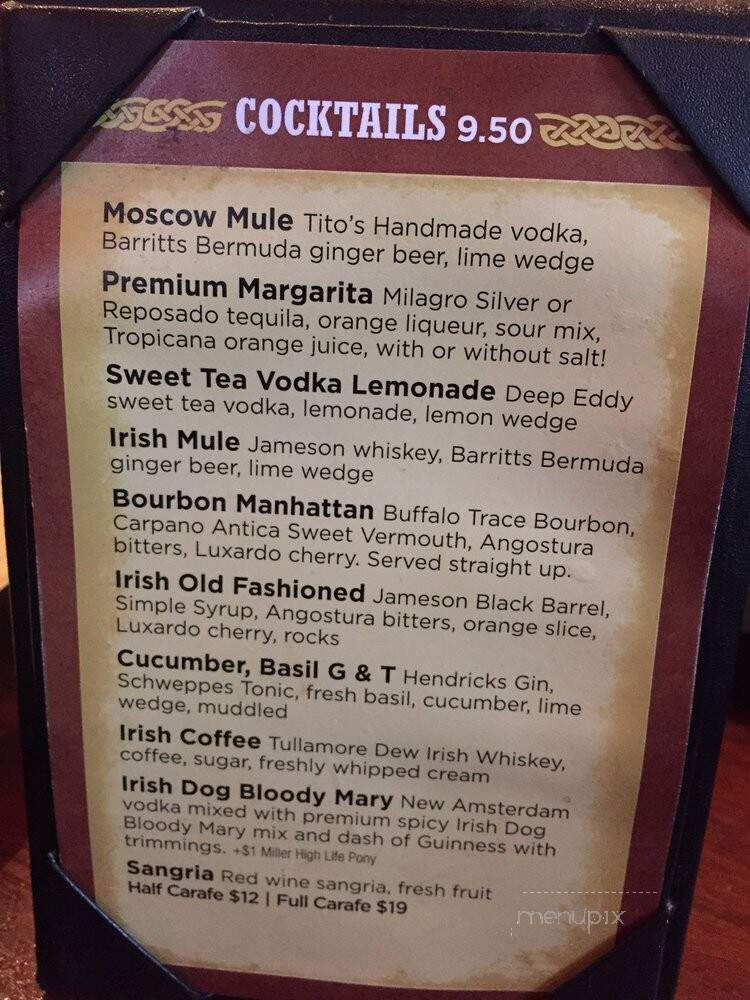 COCKTAILS 9.50
Moscow Mule Tito's Handmade vodka,
Barritts Bermuda ginger beer, lime wedge
Premium Margarita Milagro Silver or
Reposado tequila, orange liqueur, sour mix,
Tropicana orange juice, with or without salt!
Sweet Tea Vodka Lemonade Deep Eddy
sweet tea vodka, lemonade, lemon wedge
Irish Mule Jameson whiskey, Barritts Bermuda
ginger beer, lime wedge
Bourbon Manhattan Buffalo Trace Bourbon,
Carpano Antica Sweet Vermouth, Angostura
bitters, Luxardo cherry. Served straight up.
Irish Old Fashioned Jameson Black Barrel,
Simple Syrup, Angostura bitters, orange slice,
Luxardo cherry, rocks
Cucumber, Basil G & T Hendricks Gin,
Schweppes Tonic, fresh basil, cucumber, lime
wedge, muddled
Irish Coffee Tullamore Dew Irish Whiskey,
coffee, sugar, freshly whipped cream
Irish Dog Bloody Mary New Amsterdam
vodka mixed with premium spicy Irish Dog
Bloody Mary mix and dash of Guinness with
trimmings. +$1 Miller High Life Pony
Sangria Red wine sangria, fresh fruit
Half Carafe $12 | Full Carafe $19
menupix